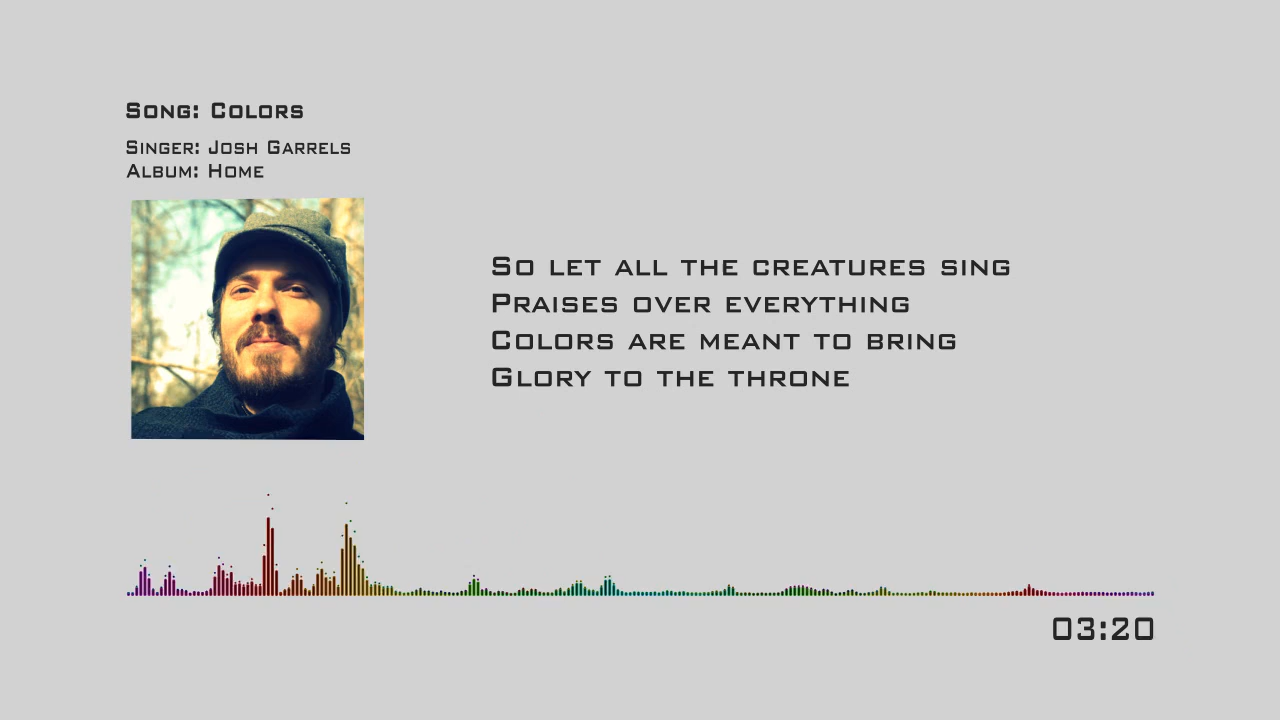 Song: Colors
Singer: Josh Garrels
Album: Home
So let all the creatures sing
Praises over everything
Colors are meant to bring
Glory to the throne
03:20